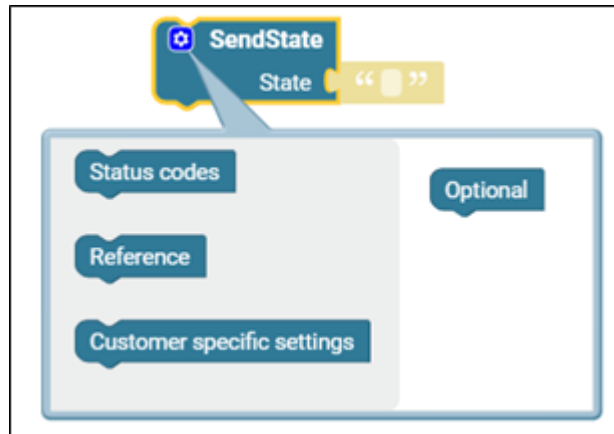 SendState
State “ ”
Status codes
Optional
Reference
Customer specific settings